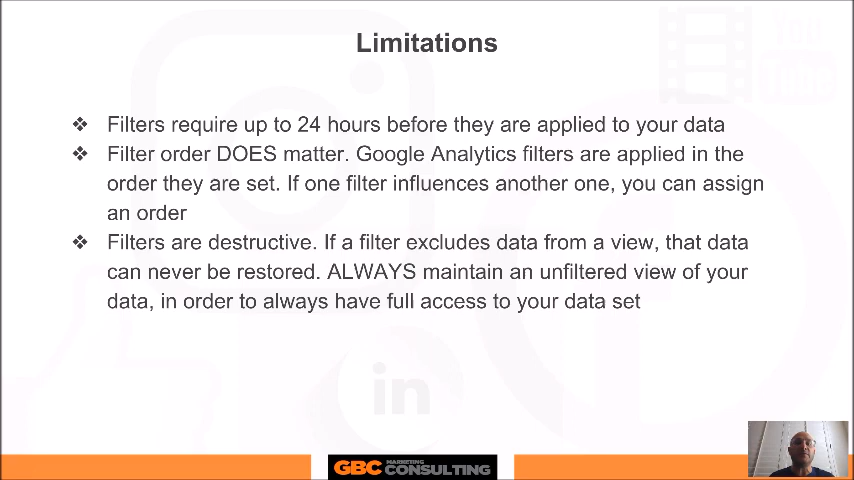 Limitations
❖ Filters require up to 24 hours before they are applied to your data
❖ Filter order DOES matter. Google Analytics filters are applied in the
order they are set. If one filter influences another one, you can assign
an order
❖ Filters are destructive. If a filter excludes data from a view, that data
can never be restored. ALWAYS maintain an unfiltered view of your
data, in order to always have full access to your data set
You
in
GBC MARKETING CONSULTING